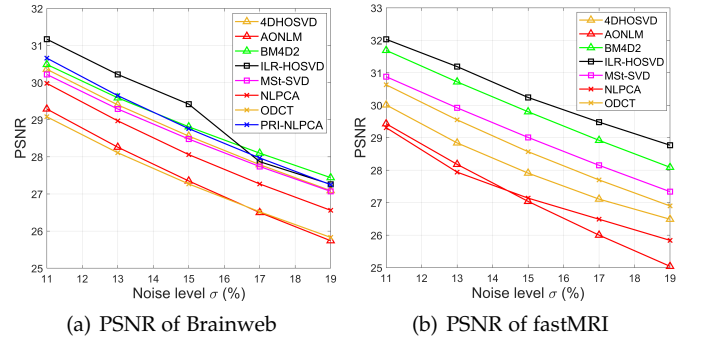 32
31
30
29
28
27
26
25
PSNR
11 12 13 14 15 16 17 18 19
Noise level σ (%)
4DHOSVD
AONLM
BM4D2
ILR-HOSVD
MSt-SVD
NLPCA
ODCT
PRI-NLPCA
(a) PSNR of Brainweb
33
32
31
30
29
28
27
26
25
PSNR
11 12 13 14 15 16 17 18 19
Noise level σ (%)
4DHOSVD
AONLM
BM4D2
ILR-HOSVD
MSt-SVD
NLPCA
ODCT
(b) PSNR of fastMRI